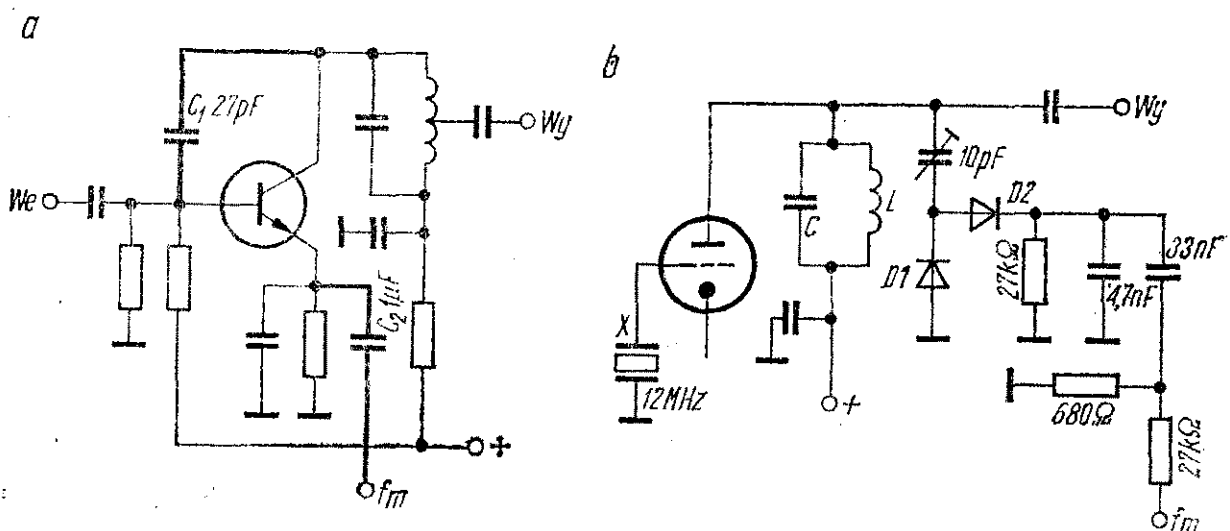 a
C₁ 27pF
We
Wy
C₂ 1μF
+
fm
b
Wy
10pF
D2
L
C
D1
27kΩ
4,7nF
33nF
X
12MHz
+
680Ω
27kΩ
fm